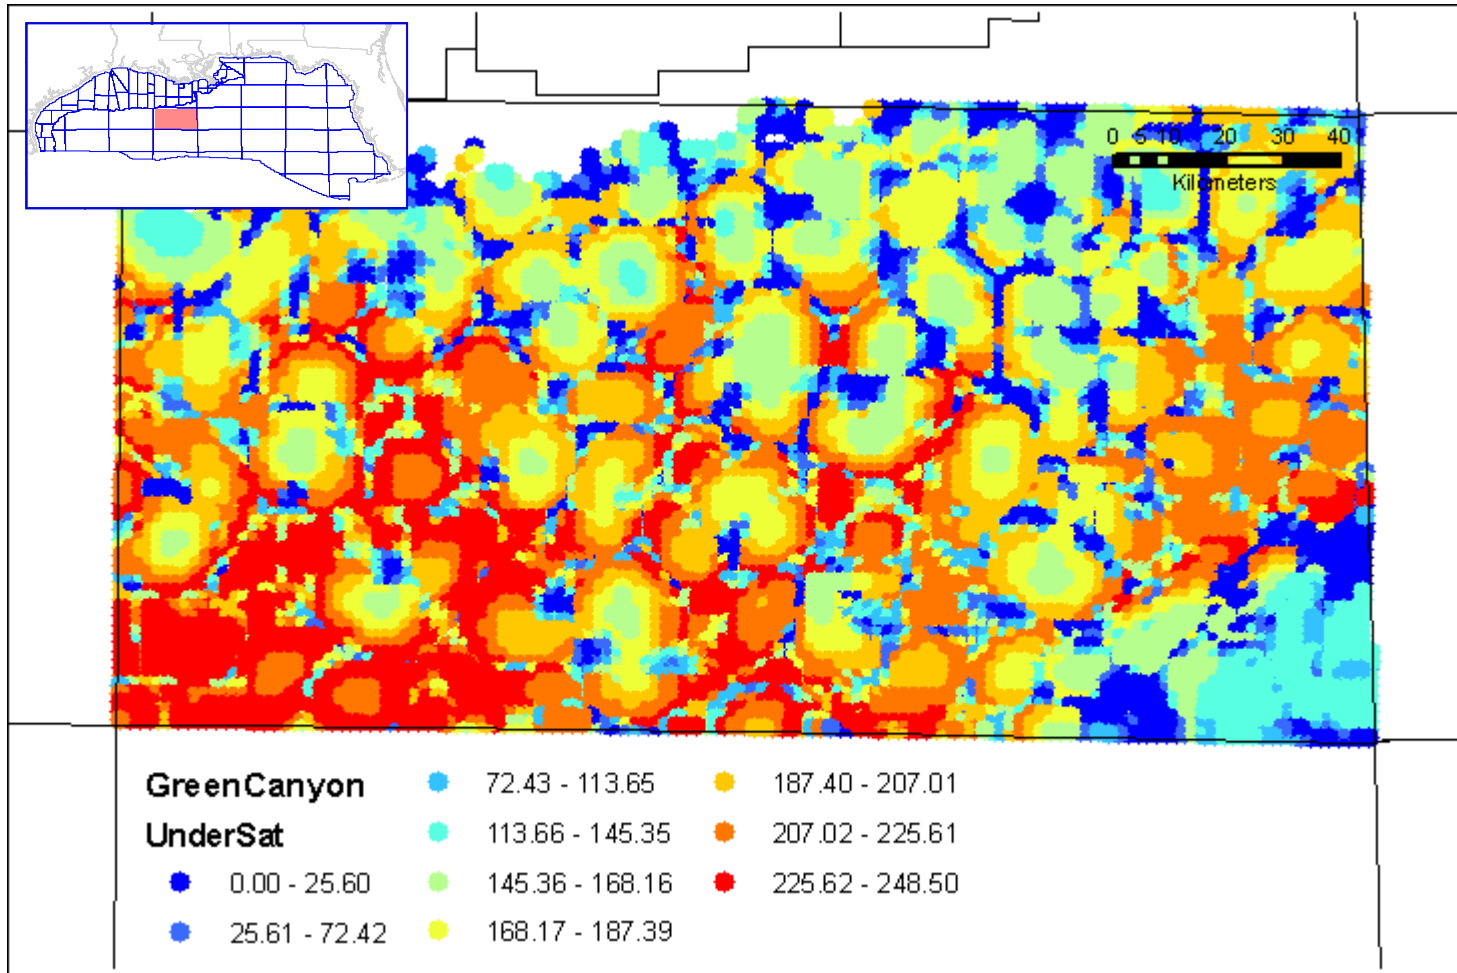 0 5 10 20 30 40
Kilometers
GreenCanyon
UnderSat
0.00 - 25.60
25.61 - 72.42
72.43 - 113.65
113.66 - 145.35
145.36 - 168.16
168.17 - 187.39
187.40 - 207.01
207.02 - 225.61
225.62 - 248.50